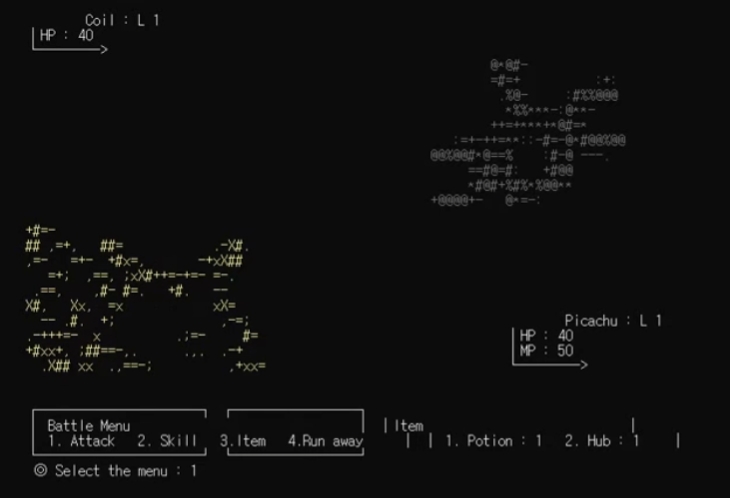 Coil : L 1
HP : 40
Picachu : L 1
HP : 40
MP : 50
Battle Menu
1. Attack 2. Skill 3.Item 4.Run away
Item
1. Potion : 1 2. Hub : 1
◎ Select the menu : 1